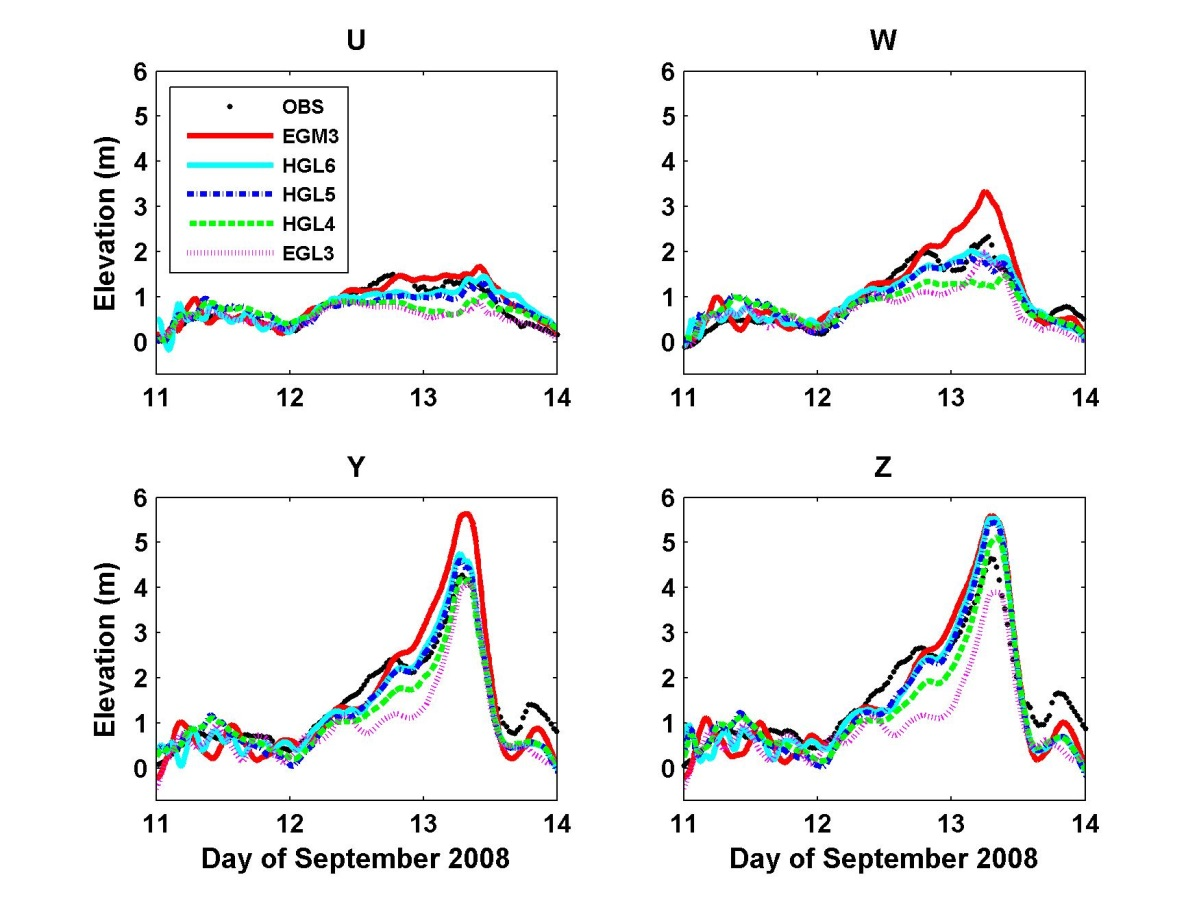 U
6
5
4
3
2
1
0
Elevation (m)
OBS
EGM3
HGL6
HGL5
HGL4
EGL3
11 12 13 14
W
6
5
4
3
2
1
0
11 12 13 14
Y
6
5
4
3
2
1
0
Elevation (m)
11 12 13 14
Day of September 2008
Z
6
5
4
3
2
1
0
11 12 13 14
Day of September 2008